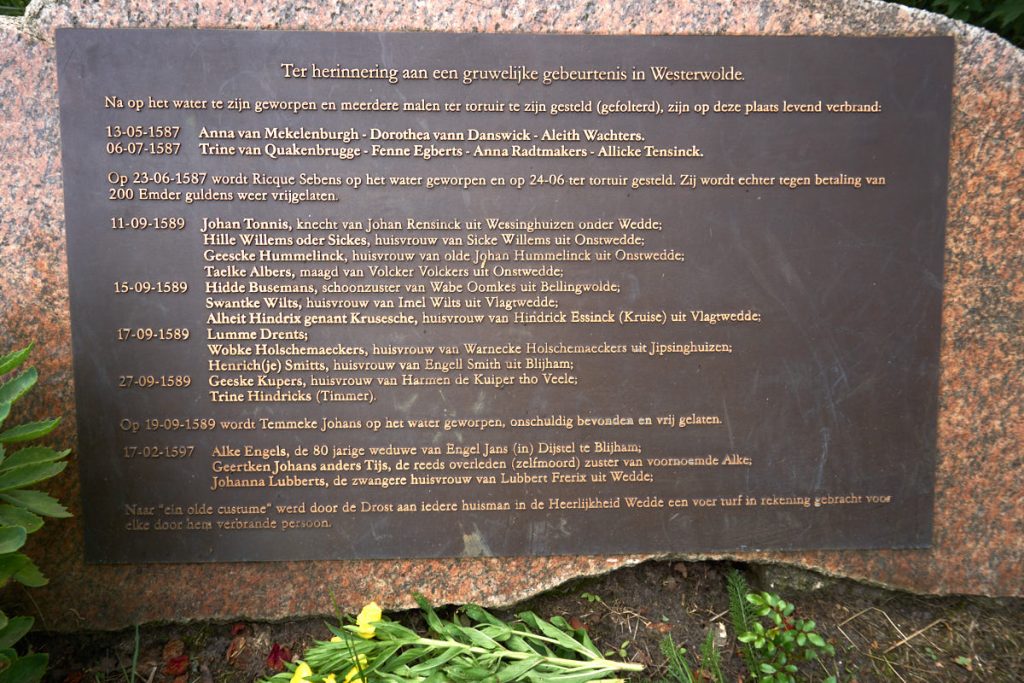 Ter herinnering aan een gruwelijke gebeurtenis in Westerwolde.
Na op het water te zijn geworpen en meerdere malen ter tortuir te zijn gesteld (gefolterd), zijn op deze plaats levend verbrand:
13-05-1587 Anna van Mekelenburgh - Dorothea vann Danswick - Aleith Wachters.
06-07-1587 Trine van Quakenbrugge - Fenne Egberts - Anna Radtmakers - Allicke Tensinck.
Op 23-06-1587 wordt Ricque Sebens op het water geworpen en op 24-06 ter tortuir gesteld. Zij wordt echter tegen betaling van
200 Emder guldens weer vrijgelaten.
11-09-1589 Johan Tonnis, knecht van Johan Rensinck uit Wessinghuizen onder Wedde;
Hille Willems oder Sickes, huisvrouw van Sicke Willems uit Onstwedde;
Geescke Hummelinck, huisvrouw van olde Johan Hummelinck uit Onstwedde;
Taelke Albers, maagd van Volcker Volckers uit Onstwedde;
15-09-1589 Hidde Busemans, schoonzuster van Wabe Oomkes uit Bellingwolde;
Swantke Wilts, huisvrouw van Imel Wilts uit Vlagtwedde;
Alheit Hindrix genant Krusesche, huisvrouw van Hindrick Essinck (Kruise) uit Vlagtwedde;
17-09-1589 Lumme Drents;
Wobke Holschemaeckers, huisvrouw van Warnecke Holschemaeckers uit Jipsinghuizen;
Henrich(je) Smitts, huisvrouw van Engell Smith uit Blijham;
27-09-1589 Geeske Kupers, huisvrouw van Harmen de Kuiper tho Veele;
Trine Hindricks (Timmer).
Op 19-09-1589 wordt Temmeke Johans op het water geworpen, onschuldig bevonden en vrij gelaten.
17-02-1597 Alke Engels, de 80 jarige weduwe van Engel Jans (in) Dijstel te Blijham;
Geertken Johans anders Tijs, de reeds overleden (zelfmoord) zuster van voornoemde Alke;
Johanna Lubberts, de zwangere huisvrouw van Lubbert Frerix uit Wedde;
Naar "ein olde custume" werd door de Drost aan iedere huisman in de Heerlijkheid Wedde een voer turf in rekening gebracht voor
elke door hem verbrande persoon.